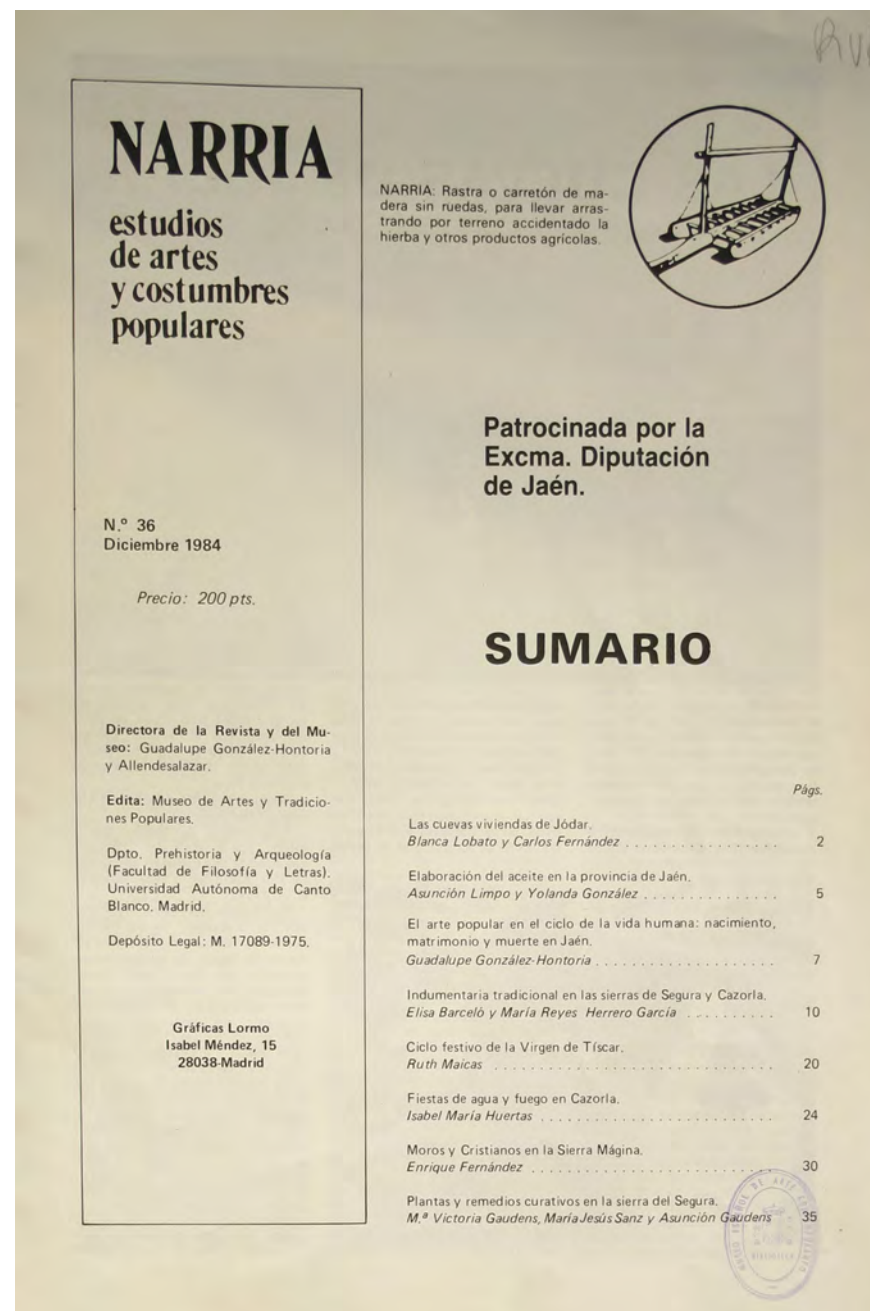 NARRIA
estudios
de artes
y costumbres
populares
N.º 36
Diciembre 1984
Precio: 200 pts.
Directora de la Revista y del Mu-
seo: Guadalupe González-Hontoria
y Allendesalazar.
Edita: Museo de Artes y Tradicio-
nes Populares.
Dpto. Prehistoria y Arqueología
(Facultad de Filosofía y Letras).
Universidad Autónoma de Canto
Blanco. Madrid.
Depósito Legal: M. 17089-1975.
Gráficas Lormo
Isabel Méndez, 15
28038-Madrid
NARRIA: Rastra o carretón de ma-
dera sin ruedas, para llevar arras-
trando por terreno accidentado la
hierba y otros productos agrícolas.
Patrocinada por la
Excma. Diputación
de Jaén.
SUMARIO
Págs.
Las cuevas viviendas de Jódar.
Blanca Lobato y Carlos Fernández . . . . . . . . . . . . . . . . . 2
Elaboración del aceite en la provincia de Jaén.
Asunción Limpo y Yolanda González . . . . . . . . . . . . . . . 5
El arte popular en el ciclo de la vida humana: nacimiento,
matrimonio y muerte en Jaén.
Guadalupe González-Hontoria . . . . . . . . . . . . . . . . . . . . 7
Indumentaria tradicional en las sierras de Segura y Cazorla.
Elisa Barceló y María Reyes Herrero García . . . . . . . . . . 10
Ciclo festivo de la Virgen de Tíscar.
Ruth Maicas . . . . . . . . . . . . . . . . . . . . . . . . . . . . . . . 20
Fiestas de agua y fuego en Cazorla.
Isabel María Huertas . . . . . . . . . . . . . . . . . . . . . . . . . . 24
Moros y Cristianos en la Sierra Mágina.
Enrique Fernández . . . . . . . . . . . . . . . . . . . . . . . . . . . 30
Plantas y remedios curativos en la sierra del Segura.
M.ª Victoria Gaudens, María Jesús Sanz y Asunción Gaudens 35
MUSEO ESPAÑOL DE ARTE CONTEMPORANEO
BIBLIOTECA